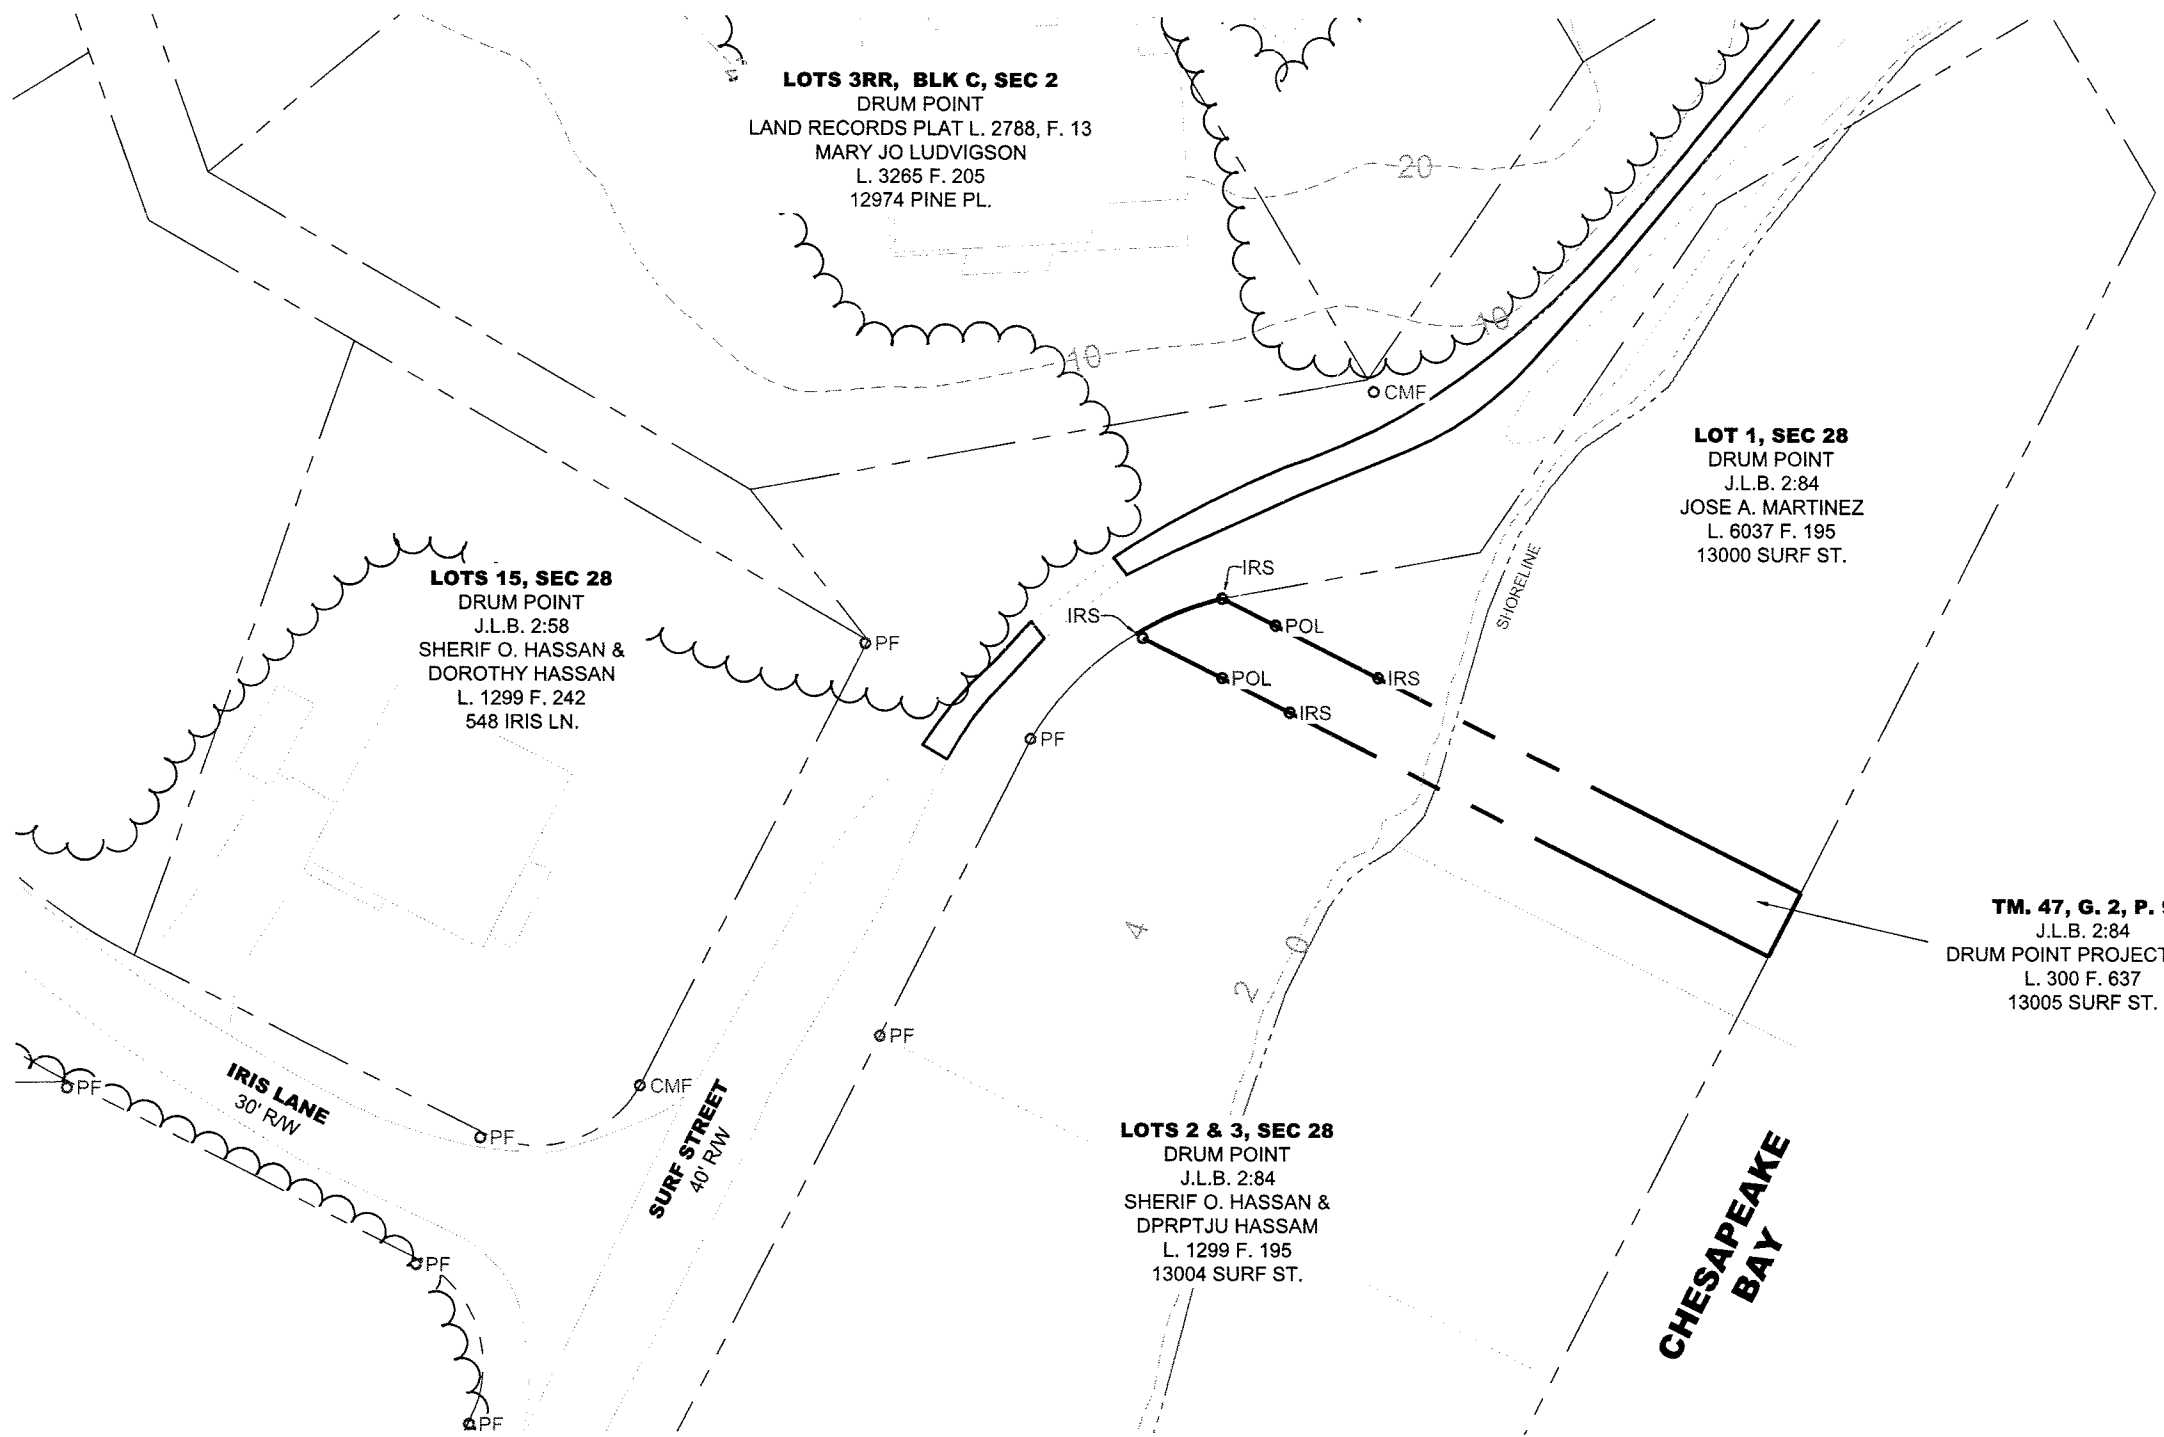 LOTS 3RR, BLK C, SEC 2
DRUM POINT
LAND RECORDS PLAT L. 2788, F. 13
MARY JO LUDVIGSON
L. 3265 F. 205
12974 PINE PL.
20
10
10
CMF
LOT 1, SEC 28
DRUM POINT
J.L.B. 2:84
JOSE A. MARTINEZ
L. 6037 F. 195
13000 SURF ST.
SHORELINE
LOTS 15, SEC 28
DRUM POINT
J.L.B. 2:58
SHERIF O. HASSAN &
DOROTHY HASSAN
L. 1299 F. 242
548 IRIS LN.
PF
IRS
IRS
POL
POL
IRS
IRS
PF
TM. 47, G. 2, P.
J.L.B. 2:84
DRUM POINT PROJECT
L. 300 F. 637
13005 SURF ST.
4
2
0
PF
CMF
PF
PF
IRIS LANE
30' R/W
SURF STREET
40' R/W
LOTS 2 & 3, SEC 28
DRUM POINT
J.L.B. 2:84
SHERIF O. HASSAN &
DPRPTJU HASSAM
L. 1299 F. 195
13004 SURF ST.
PF
PF
CHESAPEAKE
BAY